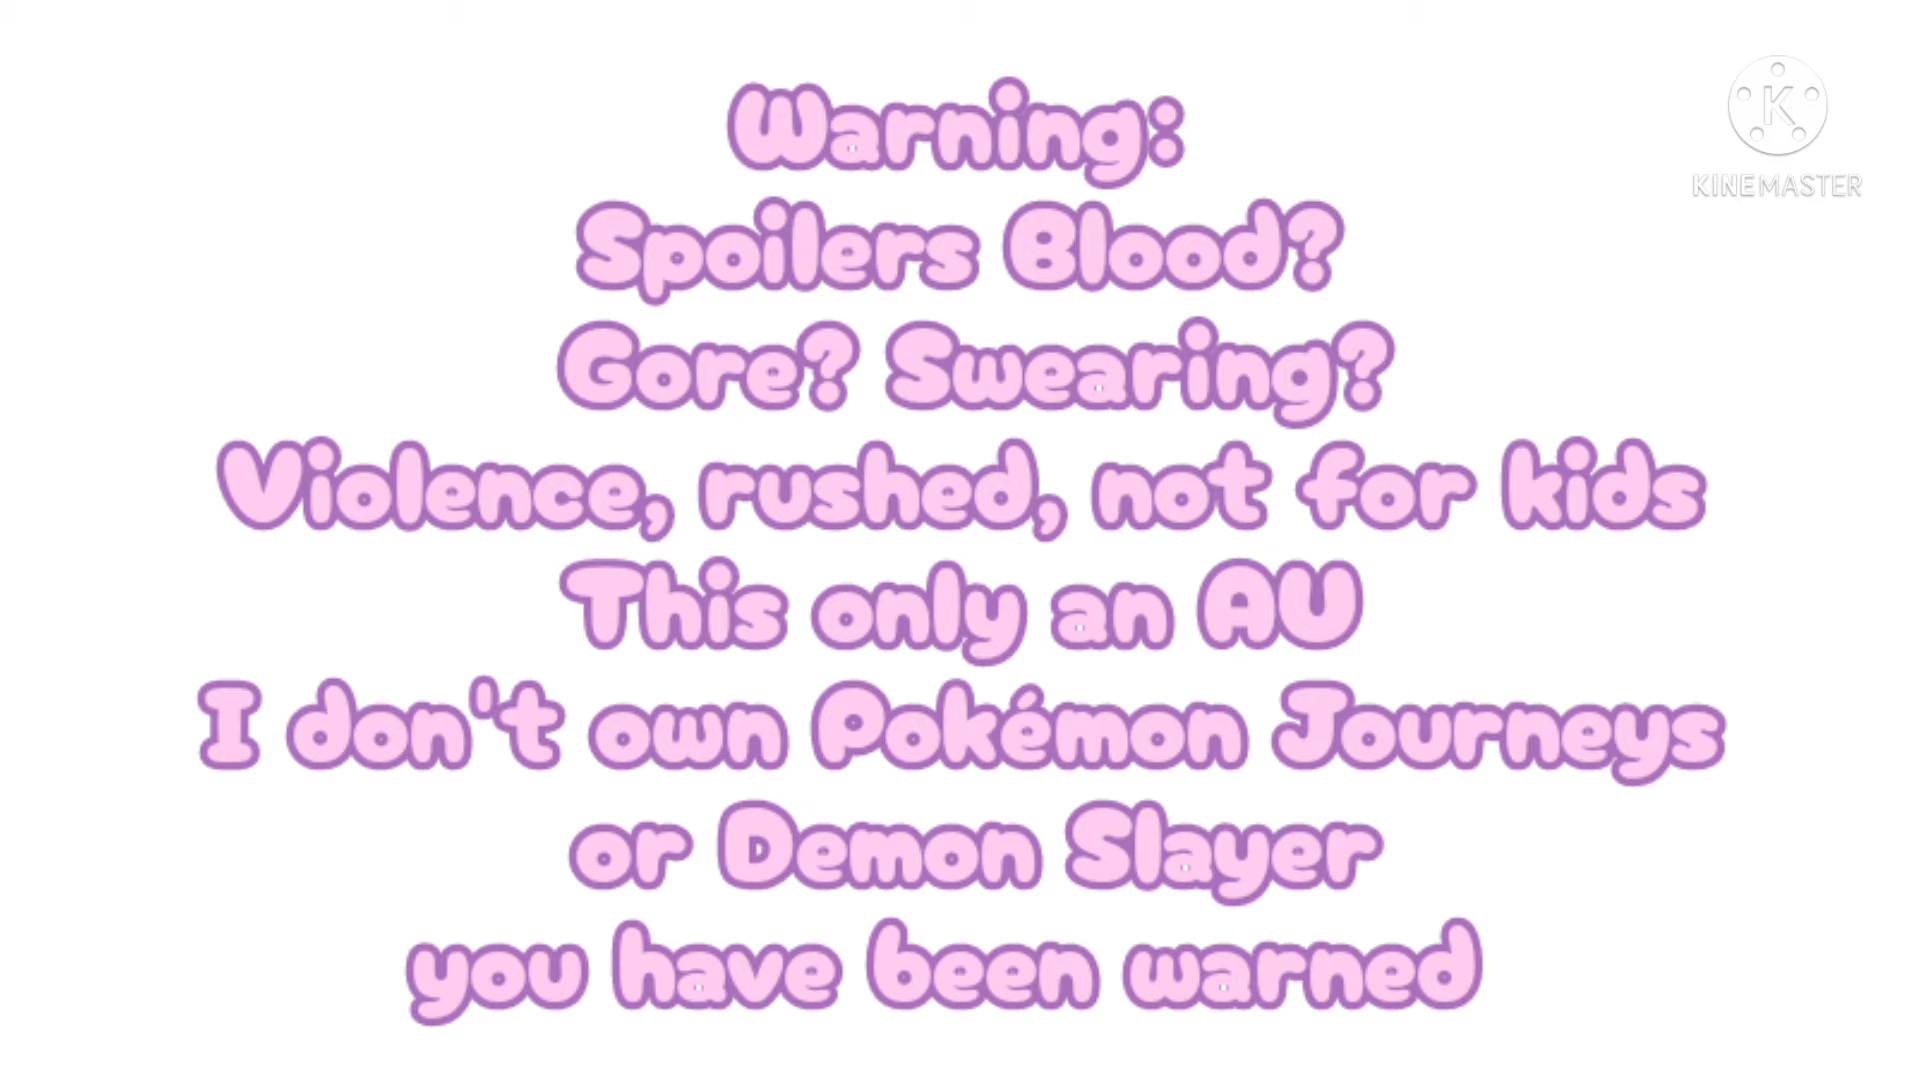 Warning:
Spoilers Blood?
Gore? Swearing?
Violence, rushed, not for kids
This only an AU
I don't own Pokémon Journeys
or Demon Slayer
you have been warned
K
KINEMASTER